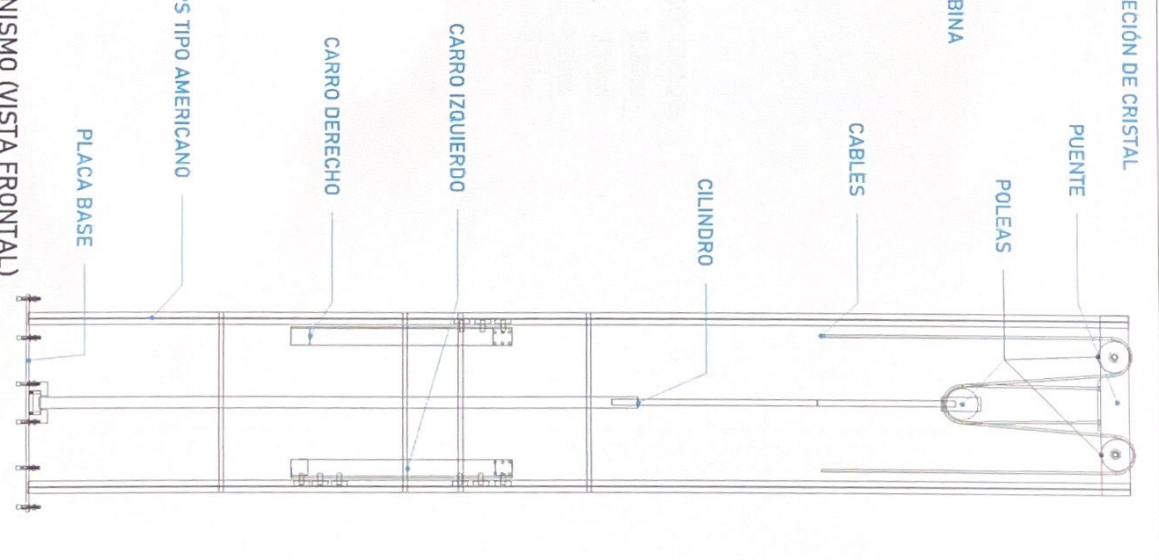 ECIÓN DE CRISTAL
PUENTE
POLEAS
BINA
CABLES
CILINDRO
CARRO IZQUIERDO
CARRO DERECHO
TIPO AMERICANO
PLACA BASE
NISMO (VISTA FRONTAL)